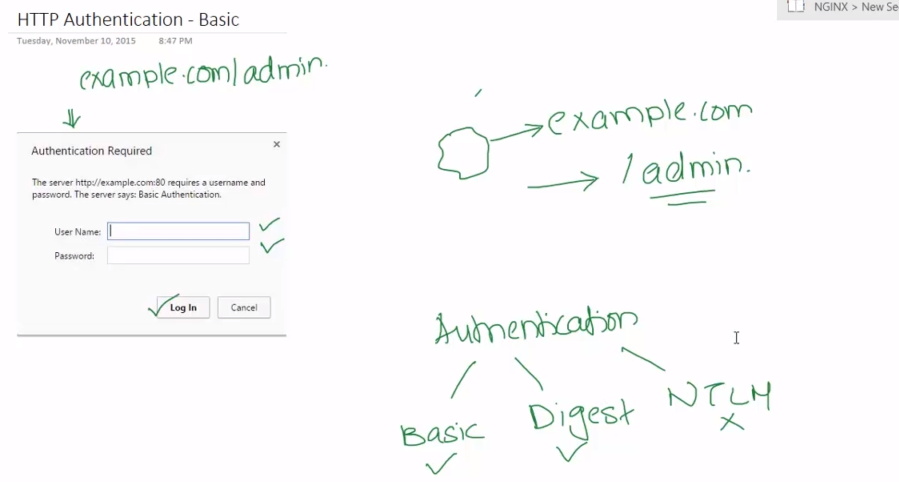 HTTP Authentication - Basic
Tuesday, November 10, 2015 8:47 PM
NGINX > New Se
example.com/admin.
Authentication Required
The server http://example.com:80 requires a username and
password. The server says: Basic Authentication.
User Name:
Password:
Log In Cancel
example.com
/admin.
Authentication
Basic Digest NTLM